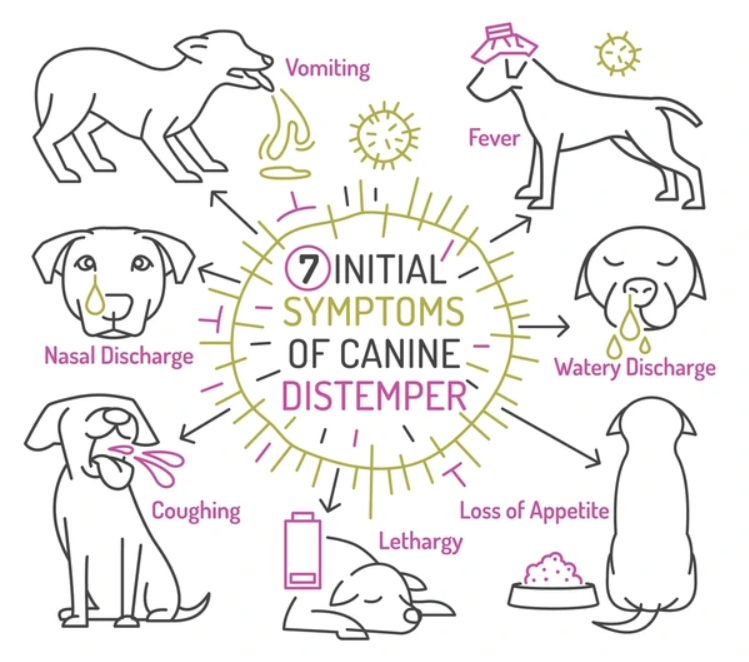 Vomiting
Fever
7 INITIAL
SYMPTOMS
OF CANINE
DISTEMPER
Nasal Discharge
Watery Discharge
Coughing
Loss of Appetite
Lethargy